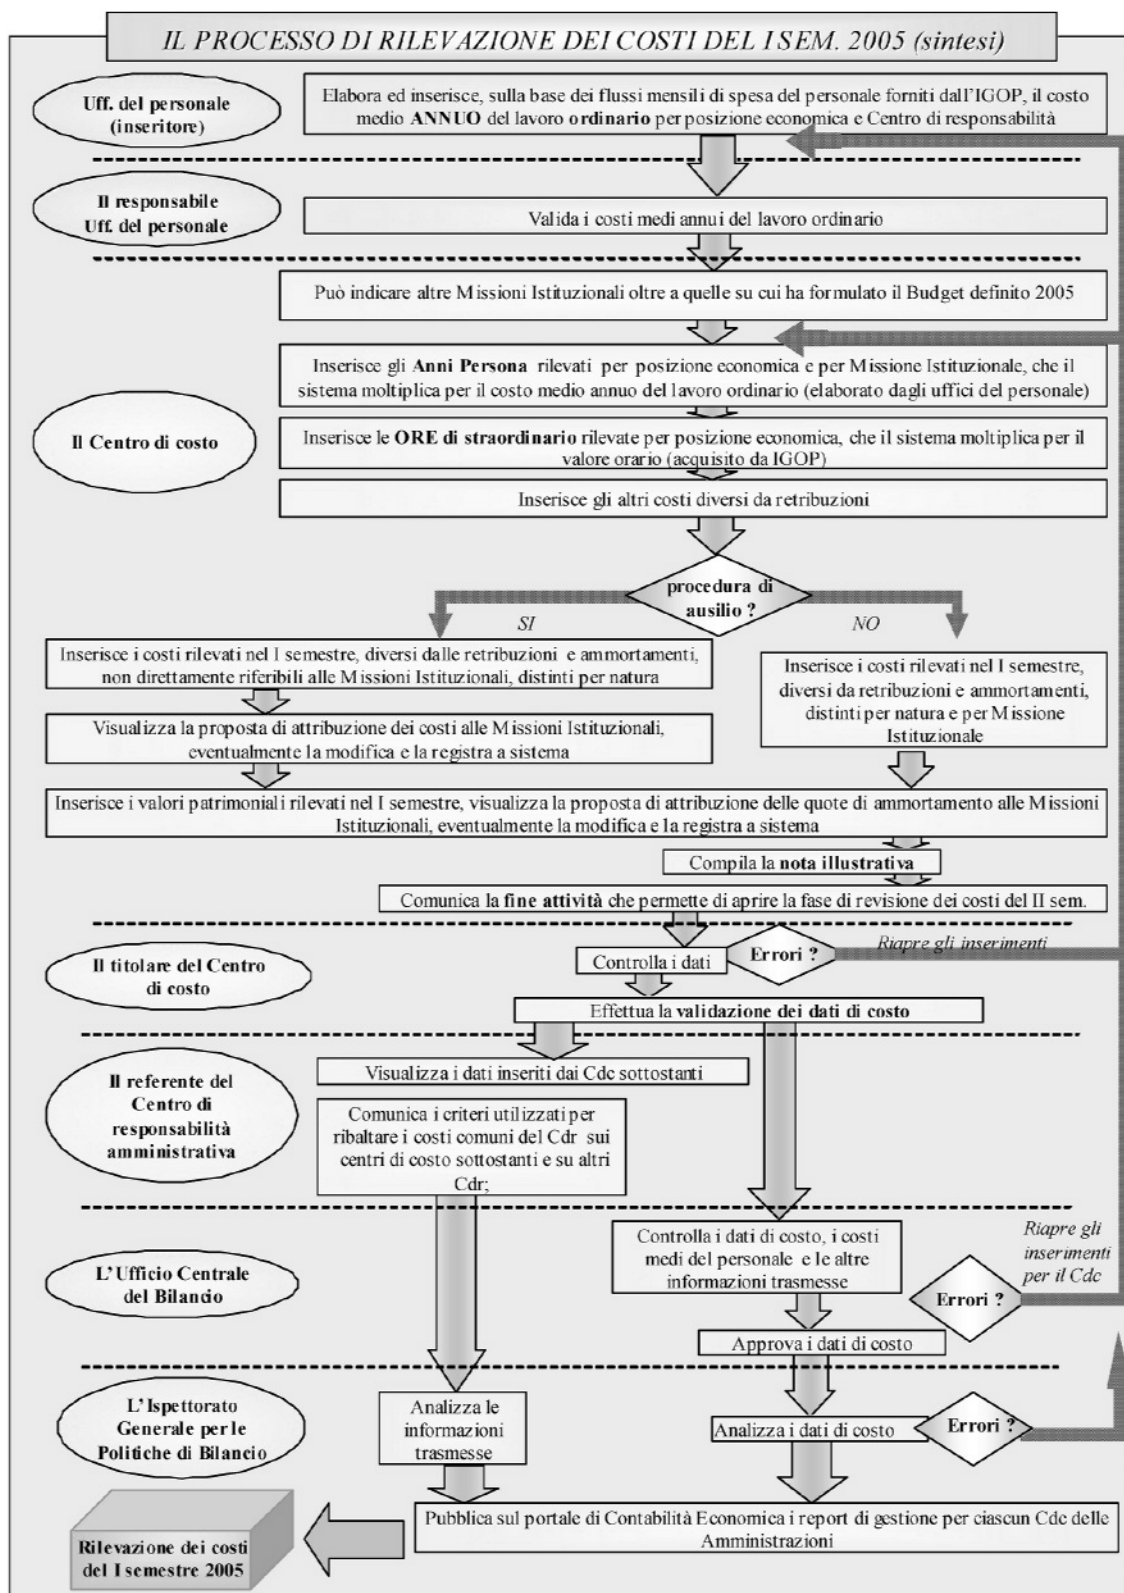 IL PROCESSO DI RILEVAZIONE DEI COSTI DEL I SEM. 2005 (sintesi)
Uff. del personale
(inseritore)
Elabora ed inserisce, sulla base dei flussi mensili di spesa del personale forniti dall'IGOP, il costo
medio ANNUO del lavoro ordinario per posizione economica e Centro di responsabilità
Il responsabile
Uff. del personale
Valida i costi medi annui del lavoro ordinario
Può indicare altre Missioni Istituzionali oltre a quelle su cui ha formulato il Budget definito 2005
Inserisce gli Anni Persona rilevati per posizione economica e per Missione Istituzionale, che il
sistema moltiplica per il costo medio annuo del lavoro ordinario (elaborato dagli uffici del personale)
Il Centro di costo
Inserisce le ORE di straordinario rilevate per posizione economica, che il sistema moltiplica per il
valore orario (acquisito da IGOP)
Inserisce gli altri costi diversi da retribuzioni
procedura di
ausilio ?
SI
NO
Inserisce i costi rilevati nel I semestre, diversi dalle retribuzioni e ammortamenti,
non direttamente riferibili alle Missioni Istituzionali, distinti per natura
Inserisce i costi rilevati nel I semestre,
diversi da retribuzioni e ammortamenti,
distinti per natura e per Missione
Istituzionale
Visualizza la proposta di attribuzione dei costi alle Missioni Istituzionali,
eventualmente la modifica e la registra a sistema
Inserisce i valori patrimoniali rilevati nel I semestre, visualizza la proposta di attribuzione delle quote di ammortamento alle Missioni
Istituzionali, eventualmente la modifica e la registra a sistema
Compila la nota illustrativa
Comunica la fine attività che permette di aprire la fase di revisione dei costi del II sem.
Il titolare del Centro
di costo
Controlla i dati
Errori ?
Riapre gli inserimenti
Effettua la validazione dei dati di costo
Il referente del
Centro di
responsabilità
amministrativa
Visualizza i dati inseriti dai Cdc sottostanti
Comunica i criteri utilizzati per
ribaltare i costi comuni del Cdr sui
centri di costo sottostanti e su altri
Cdr;
L'Ufficio Centrale
del Bilancio
Controlla i dati di costo, i costi
medi del personale e le altre
informazioni trasmesse
Errori ?
Riapre gli
inserimenti
per il Cdc
Approva i dati di costo
L'Ispettorato
Generale per le
Politiche di Bilancio
Analizza le
informazioni
trasmesse
Analizza i dati di costo
Errori ?
Pubblica sul portale di Contabilità Economica i report di gestione per ciascun Cdc delle
Amministrazioni
Rilevazione dei costi
del I semestre 2005